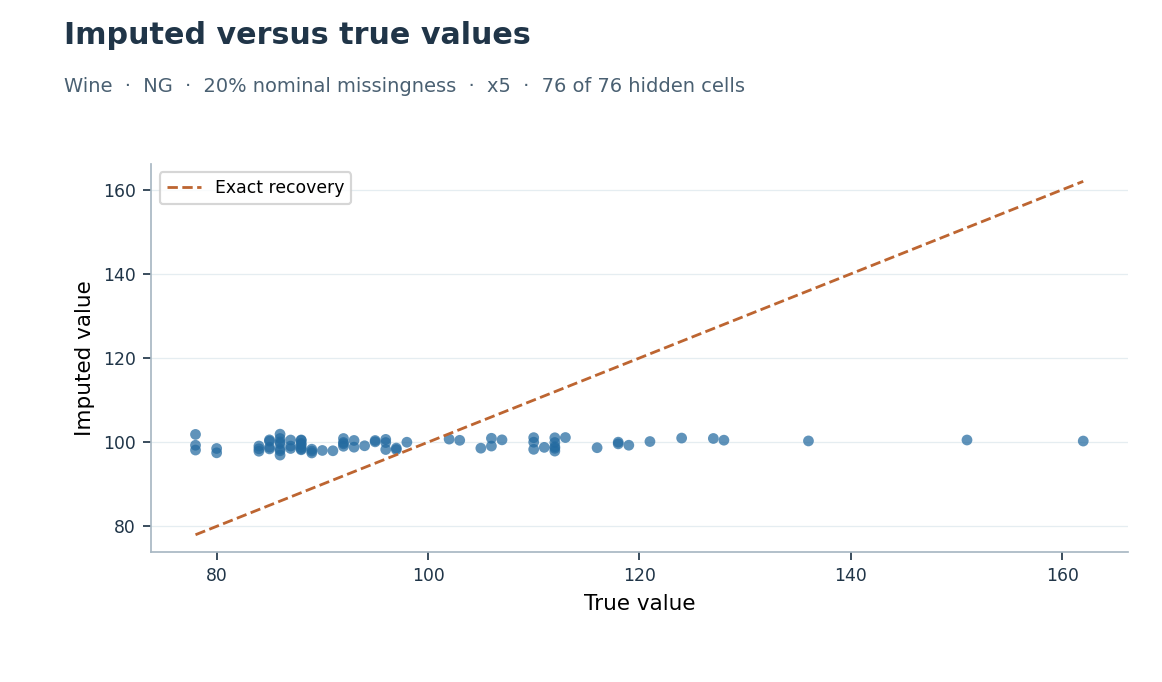 Imputed versus true values
Wine · NG · 20% nominal missingness · x5 · 76 of 76 hidden cells
Exact recovery
160
140
120
100
80
Imputed value
80 100 120 140 160
True value